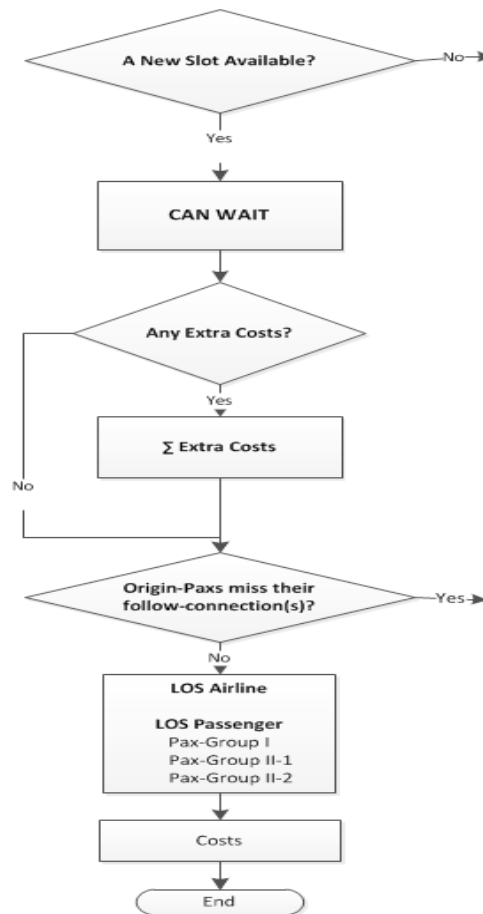 A New Slot Available?
No
Yes
CAN WAIT
Any Extra Costs?
Yes
∑ Extra Costs
No
Origin-Paxs miss their
follow-connection(s)?
Yes
No
LOS Airline
LOS Passenger
Pax-Group I
Pax-Group II-1
Pax-Group II-2
Costs
End